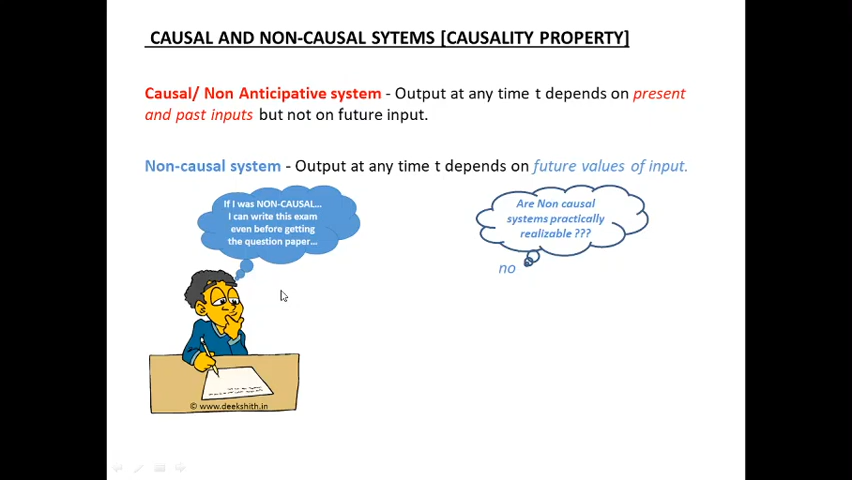 CAUSAL AND NON-CAUSAL SYTEMS [CAUSALITY PROPERTY]
Causal/ Non Anticipative system - Output at any time t depends on present
and past inputs but not on future input.
Non-causal system - Output at any time t depends on future values of input.
If I was NON-CAUSAL...
I can write this exam
even before getting
the question paper...
Are Non causal
systems practically
realizable ???
no
© www.deekshith.in